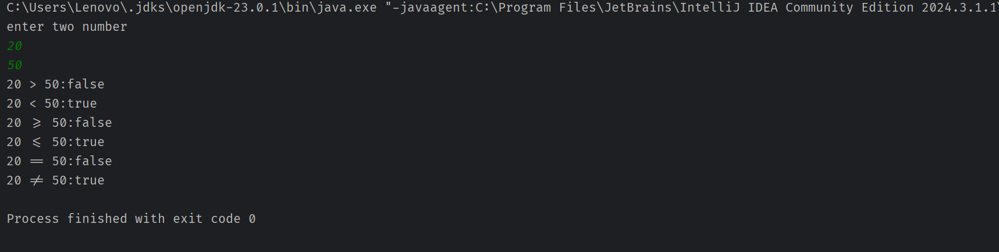 C:\Users\Lenovo\.jdks\openjdk-23.0.1\bin\java.exe "-javaagent:C:\Program Files\JetBrains\IntelliJ IDEA Community Edition 2024.3.1.1\
enter two number
20
50
20 > 50:false
20 < 50:true
20 >= 50:false
20 <= 50:true
20 == 50:false
20 != 50:true
Process finished with exit code 0